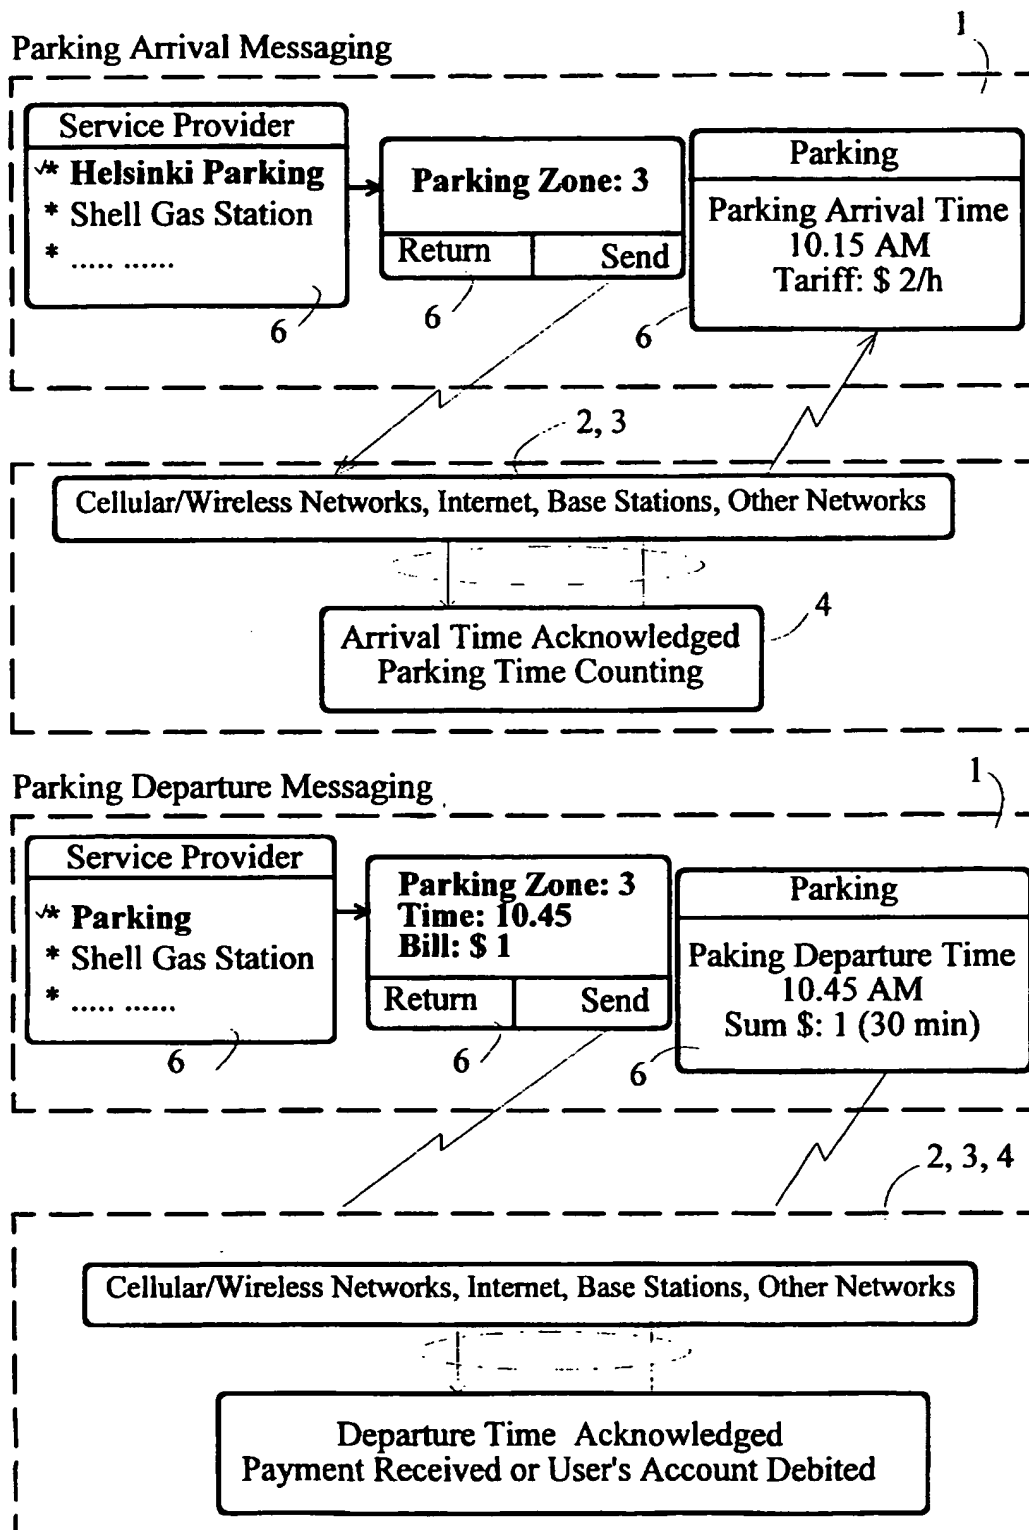 Parking Arrival Messaging
1
Service Provider
* Helsinki Parking
* Shell Gas Station
* ..... ......
6
Parking Zone: 3
Return Send
6
Parking
Parking Arrival Time
10.15 AM
Tariff: $ 2/h
6
2, 3
Cellular/Wireless Networks, Internet, Base Stations, Other Networks
4
Arrival Time Acknowledged
Parking Time Counting
Parking Departure Messaging
1
Service Provider
* Parking
* Shell Gas Station
* ..... ......
6
Parking Zone: 3
Time: 10.45
Bill: $ 1
Return Send
6
Parking
Paking Departure Time
10.45 AM
Sum $: 1 (30 min)
6
2, 3, 4
Cellular/Wireless Networks, Internet, Base Stations, Other Networks
Departure Time Acknowledged
Payment Received or User's Account Debited